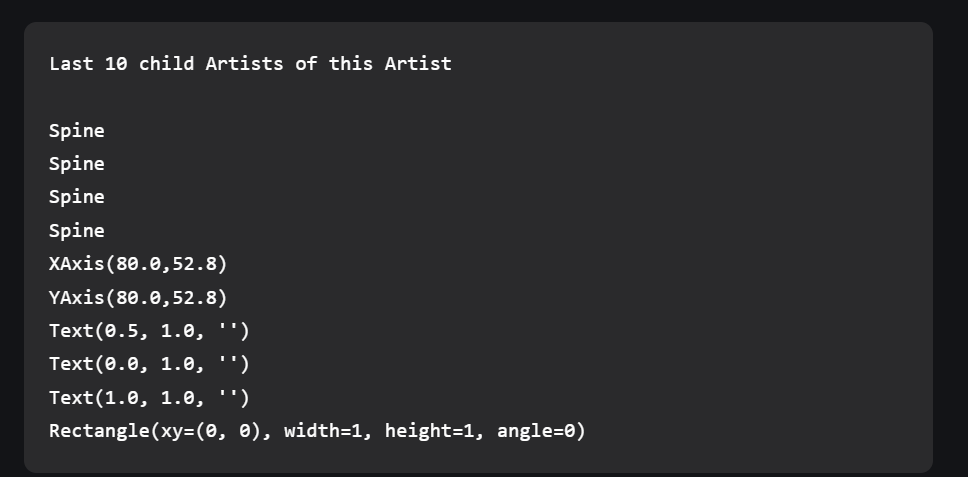 Last 10 child Artists of this Artist
Spine
Spine
Spine
Spine
XAxis(80.0,52.8)
YAxis(80.0,52.8)
Text(0.5, 1.0, '')
Text(0.0, 1.0, '')
Text(1.0, 1.0, '')
Rectangle(xy=(0, 0), width=1, height=1, angle=0)